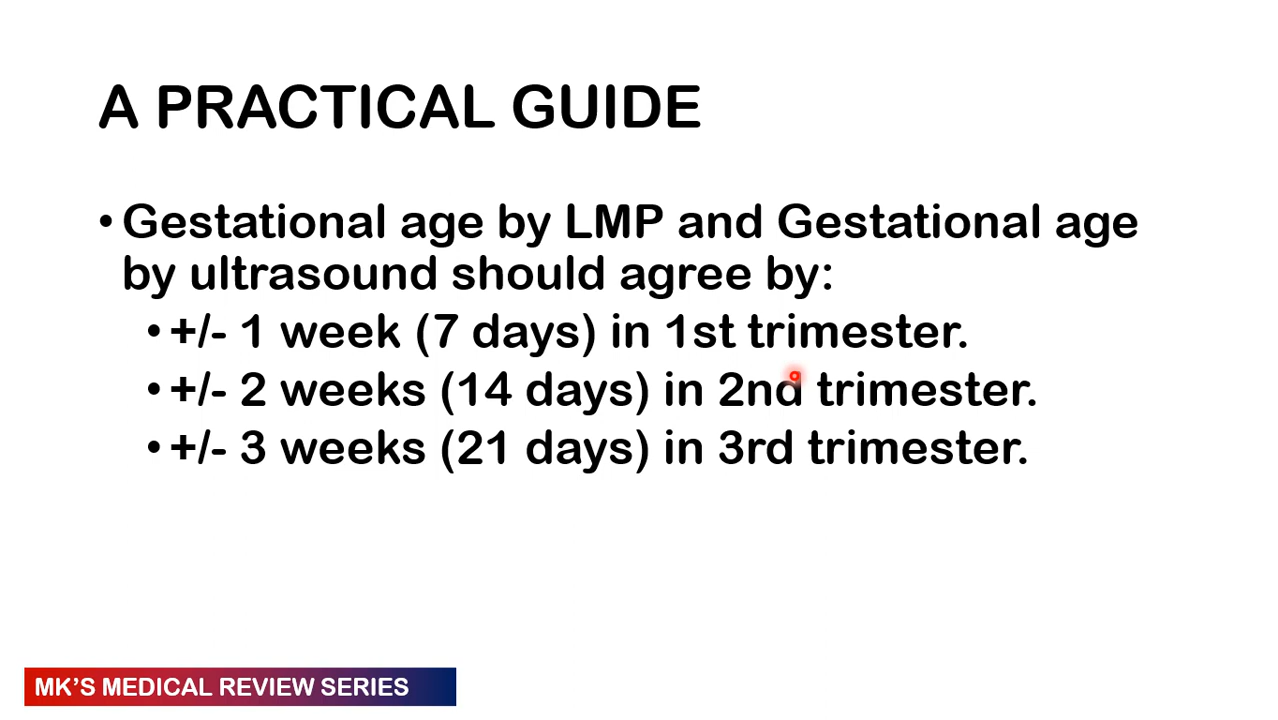 A PRACTICAL GUIDE
• Gestational age by LMP and Gestational age
by ultrasound should agree by:
• +/- 1 week (7 days) in 1st trimester.
• +/- 2 weeks (14 days) in 2nd trimester.
• +/- 3 weeks (21 days) in 3rd trimester.
MK’S MEDICAL REVIEW SERIES